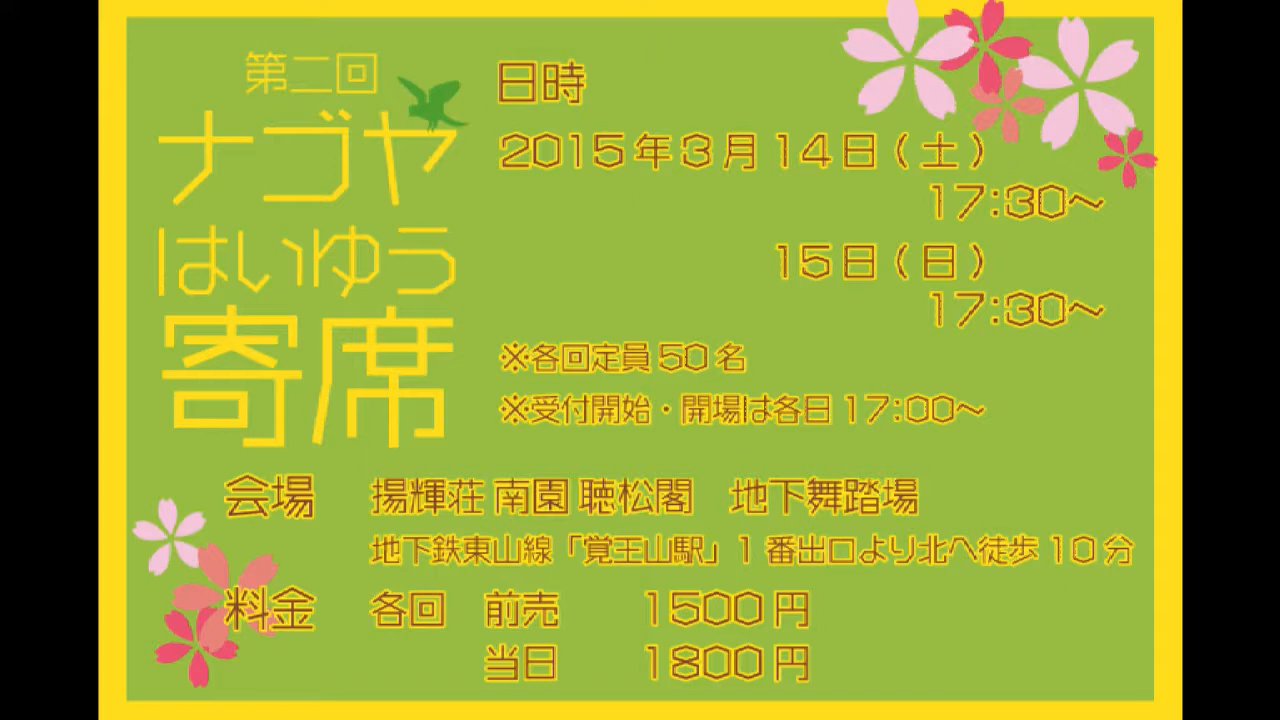 第二回
ナゴヤ
はいゆう
寄席
日時
2015年3月14日(土)
17:30～
15日(日)
17:30～
※各回定員50名
※受付開始・開場は各日17:00～
会場 揚輝荘 南園 聴松閣 地下舞踏場
地下鉄東山線「覚王山駅」1番出口より北へ徒歩10分
料金 各回 前売 1500円
当日 1800円